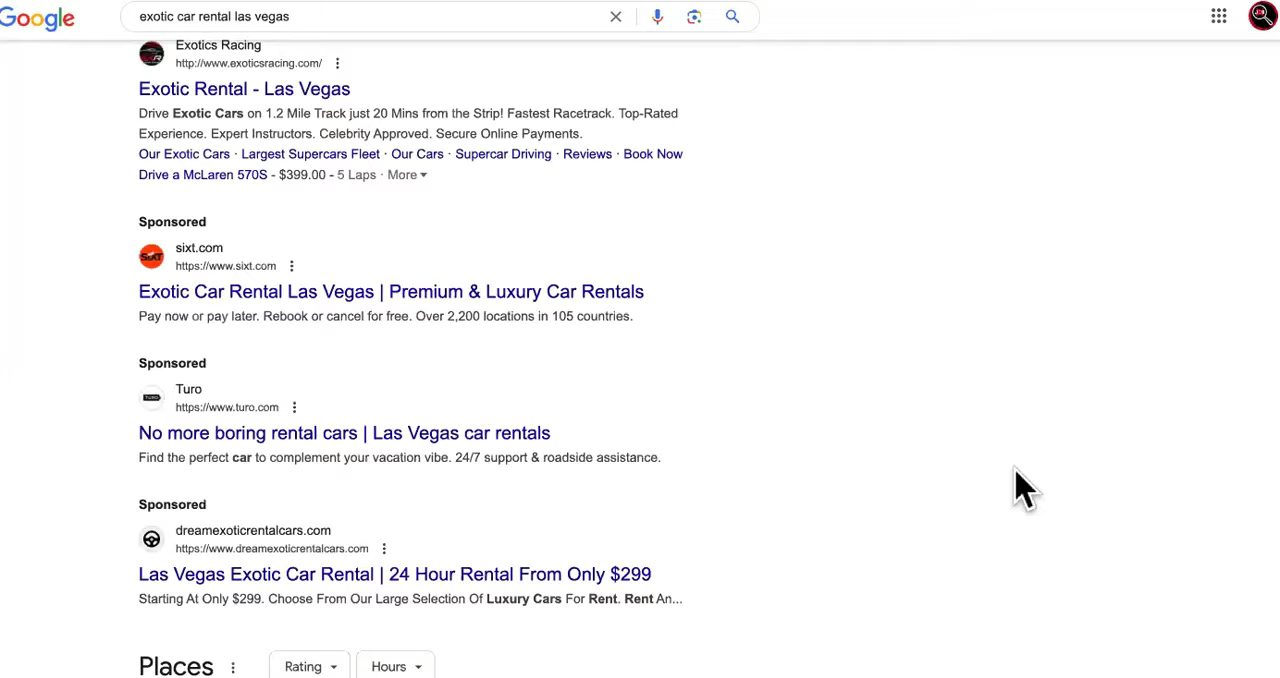 Google
exotic car rental las vegas
Exotics Racing
http://www.exoticsracing.com/
Exotic Rental - Las Vegas
Drive Exotic Cars on 1.2 Mile Track just 20 Mins from the Strip! Fastest Racetrack. Top-Rated
Experience. Expert Instructors. Celebrity Approved. Secure Online Payments.
Our Exotic Cars · Largest Supercars Fleet · Our Cars · Supercar Driving · Reviews · Book Now
Drive a McLaren 570S - $399.00 - 5 Laps · More
Sponsored
SIXT
sixt.com
https://www.sixt.com
Exotic Car Rental Las Vegas | Premium & Luxury Car Rentals
Pay now or pay later. Rebook or cancel for free. Over 2,200 locations in 105 countries.
Sponsored
TURO
Turo
https://www.turo.com
No more boring rental cars | Las Vegas car rentals
Find the perfect car to complement your vacation vibe. 24/7 support & roadside assistance.
Sponsored
dreamexoticrentalcars.com
https://www.dreamexoticrentalcars.com
Las Vegas Exotic Car Rental | 24 Hour Rental From Only $299
Starting At Only $299. Choose From Our Large Selection Of Luxury Cars For Rent. Rent An...
Places
Rating
Hours